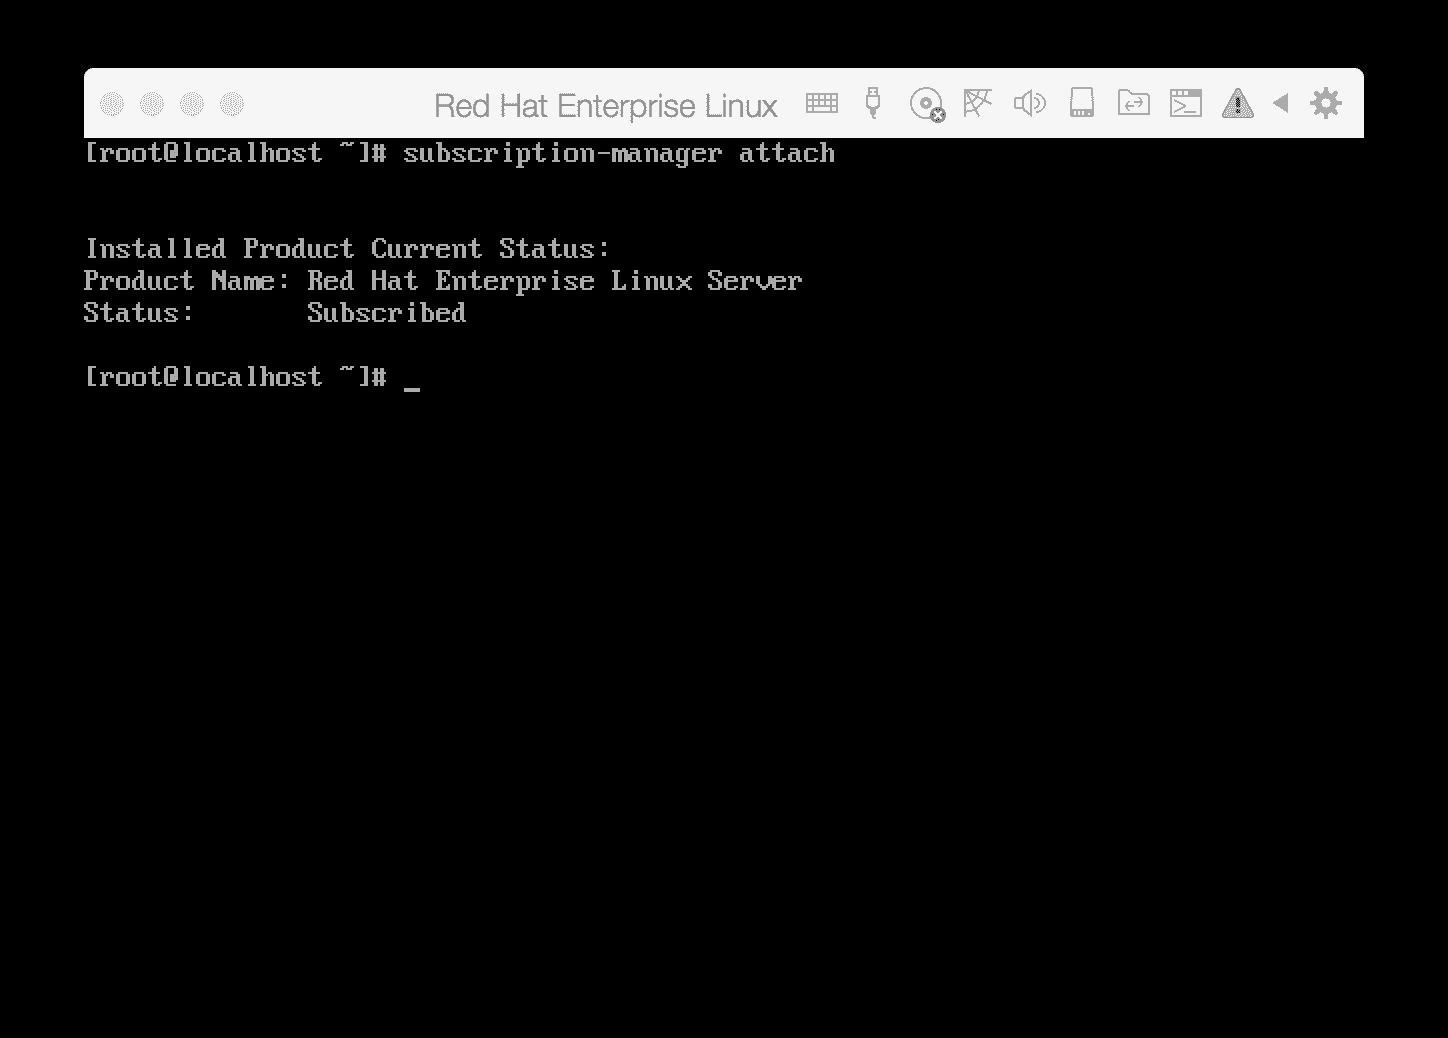 Red Hat Enterprise Linux
[root@localhost ~]# subscription-manager attach
Installed Product Current Status:
Product Name: Red Hat Enterprise Linux Server
Status:       Subscribed
[root@localhost ~]# _